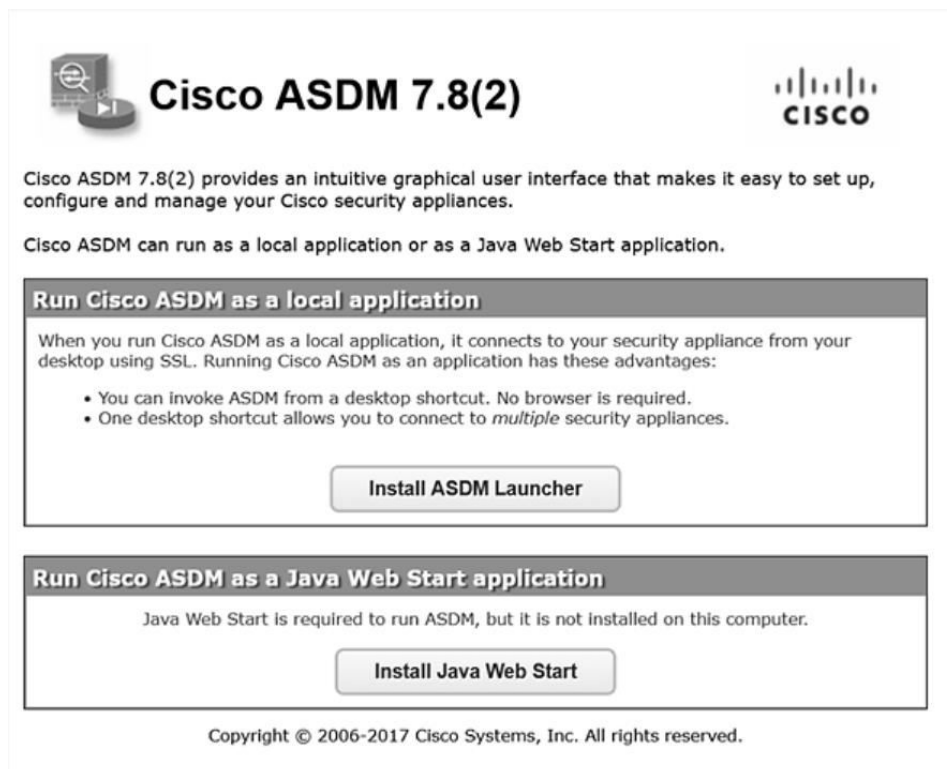 Cisco ASDM 7.8(2)
CISCO
Cisco ASDM 7.8(2) provides an intuitive graphical user interface that makes it easy to set up,
configure and manage your Cisco security appliances.
Cisco ASDM can run as a local application or as a Java Web Start application.
Run Cisco ASDM as a local application
When you run Cisco ASDM as a local application, it connects to your security appliance from your
desktop using SSL. Running Cisco ASDM as an application has these advantages:
• You can invoke ASDM from a desktop shortcut. No browser is required.
• One desktop shortcut allows you to connect to multiple security appliances.
Install ASDM Launcher
Run Cisco ASDM as a Java Web Start application
Java Web Start is required to run ASDM, but it is not installed on this computer.
Install Java Web Start
Copyright © 2006-2017 Cisco Systems, Inc. All rights reserved.